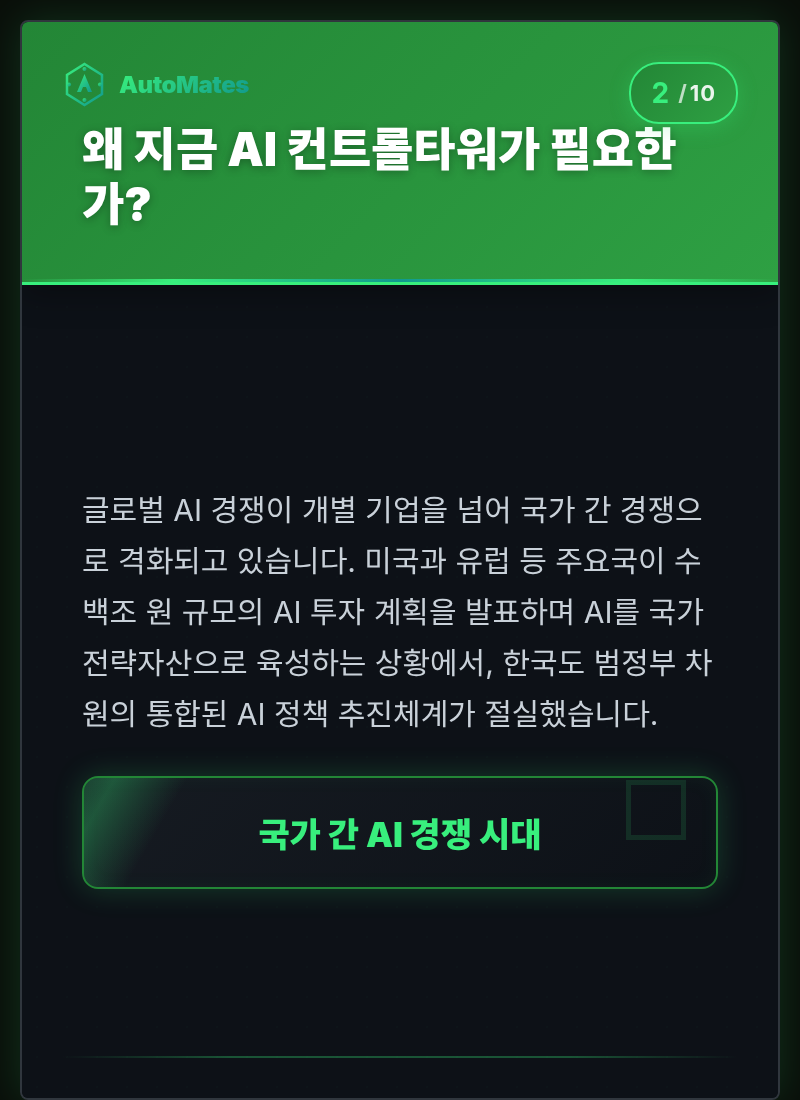 AutoMates
2 /10
왜 지금 AI 컨트롤타워가 필요한
가?
글로벌 AI 경쟁이 개별 기업을 넘어 국가 간 경쟁으
로 격화되고 있습니다. 미국과 유럽 등 주요국이 수
백조 원 규모의 AI 투자 계획을 발표하며 AI를 국가
전략자산으로 육성하는 상황에서, 한국도 범정부 차
원의 통합된 AI 정책 추진체계가 절실했습니다.
국가 간 AI 경쟁 시대